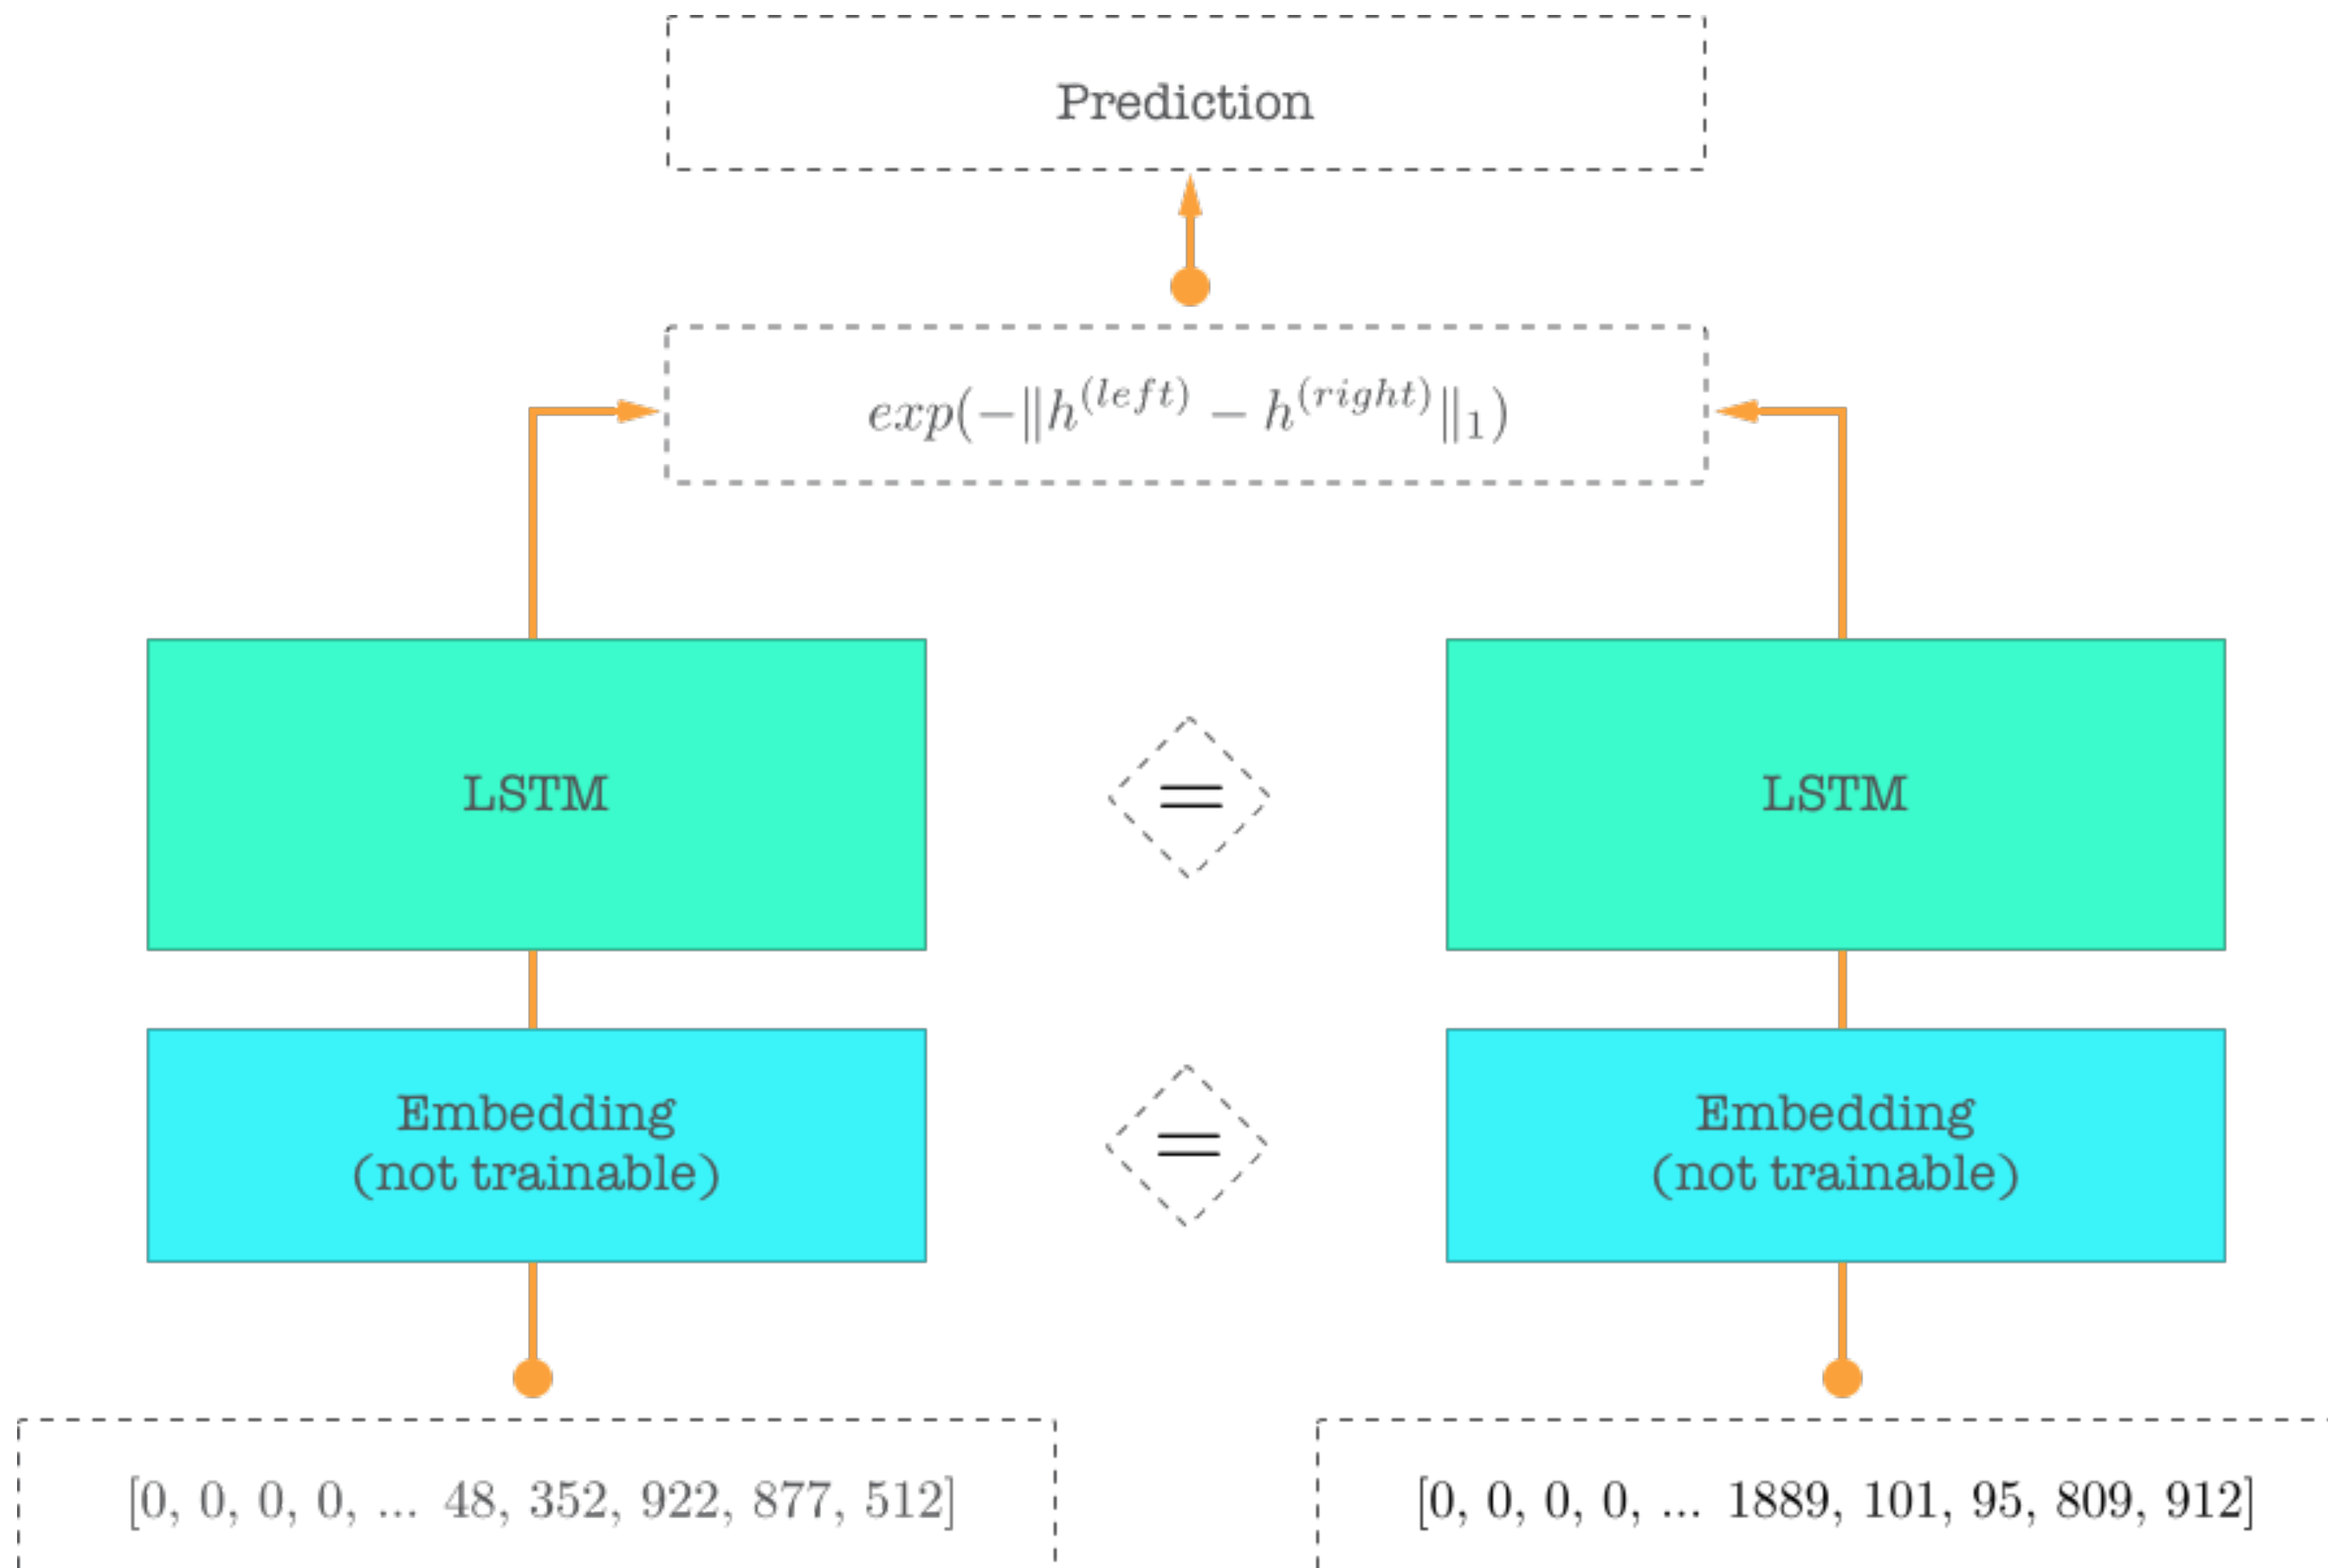 Prediction
exp(−‖h^(left) − h^(right)‖₁)
LSTM
=
LSTM
Embedding
(not trainable)
=
Embedding
(not trainable)
[0, 0, 0, 0, ... 48, 352, 922, 877, 512]
[0, 0, 0, 0, ... 1889, 101, 95, 809, 912]